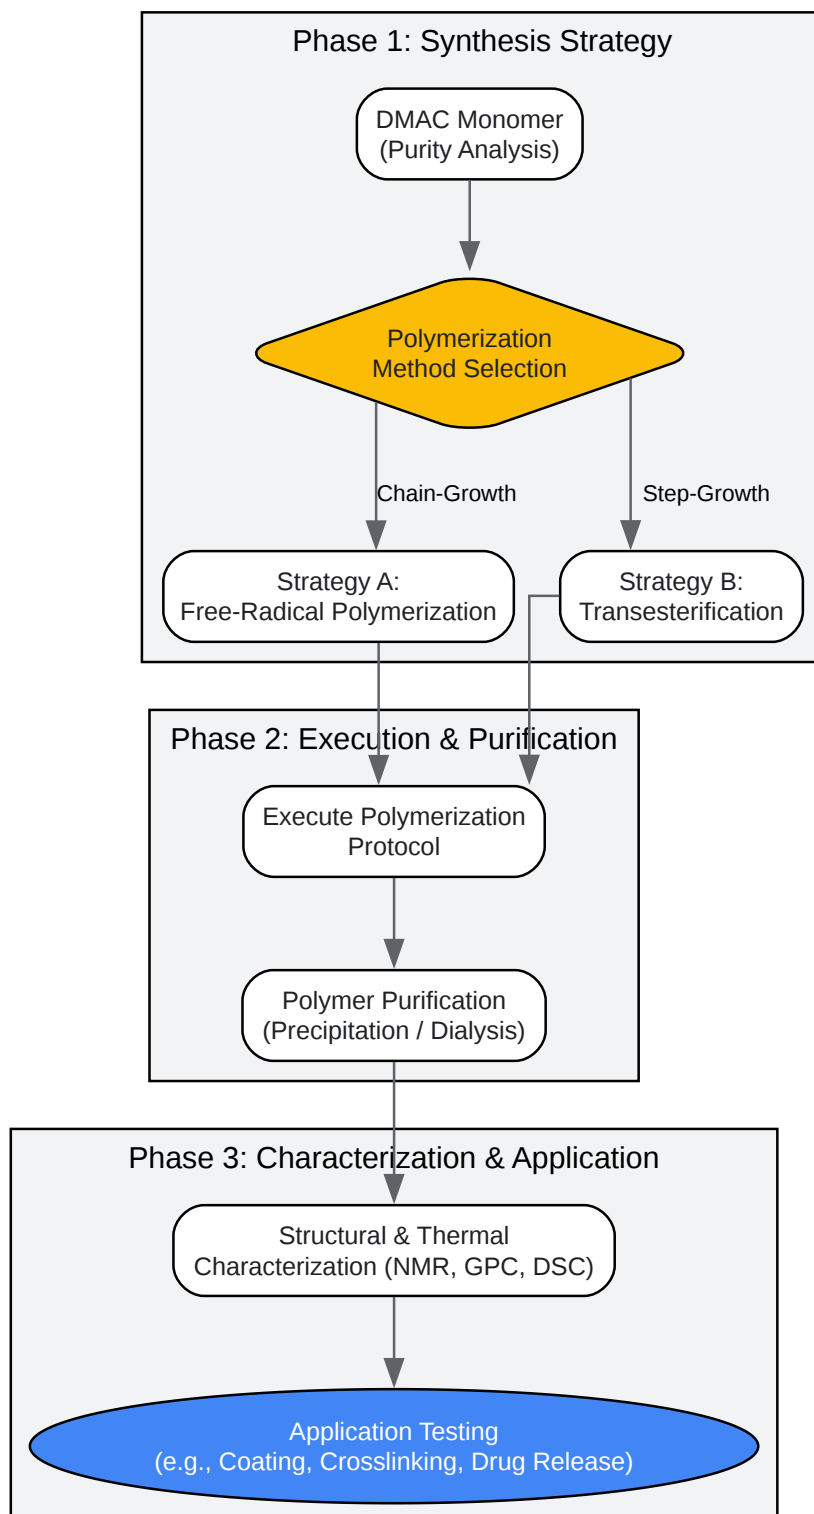 Phase 1: Synthesis Strategy
DMAC Monomer
(Purity Analysis)
Polymerization
Method Selection
Chain-Growth
Step-Growth
Strategy A:
Free-Radical Polymerization
Strategy B:
Transesterification
Phase 2: Execution & Purification
Execute Polymerization
Protocol
Polymer Purification
(Precipitation / Dialysis)
Phase 3: Characterization & Application
Structural & Thermal
Characterization (NMR, GPC, DSC)
Application Testing
(e.g., Coating, Crosslinking, Drug Release)